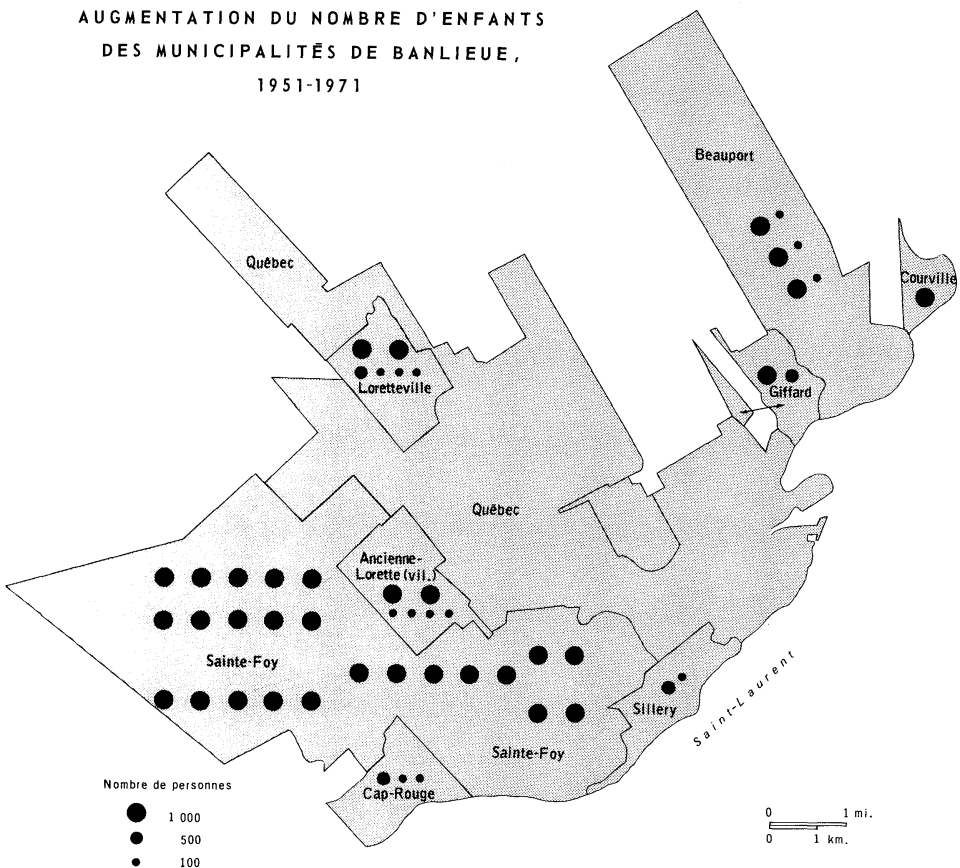 AUGMENTATION DU NOMBRE D'ENFANTS
DES MUNICIPALITÉS DE BANLIEUE,
1951-1971
Beauport
Québec
Courville
Loretteville
Giffard
Québec
Ancienne-
Lorette (vil.)
Sainte-Foy
Sillery
Saint-Laurent
Sainte-Foy
Cap-Rouge
Nombre de personnes
1 000
500
100
0 1 mi.
0 1 km.